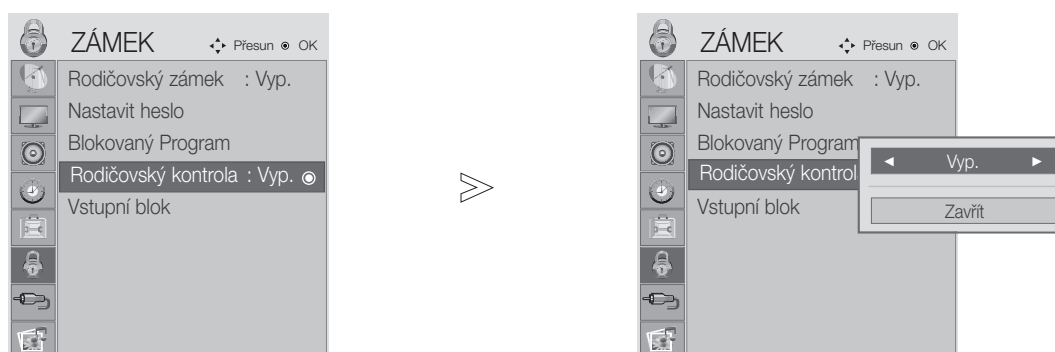 ZÁMEK
Přesun OK
Rodičovský zámek : Vyp.
Nastavit heslo
Blokovaný Program
Rodičovský kontrola : Vyp.
Vstupní blok
ZÁMEK
Přesun OK
Rodičovský zámek : Vyp.
Nastavit heslo
Blokovaný Program
Rodičovský kontrol
Vstupní blok
Vyp.
Zavřít